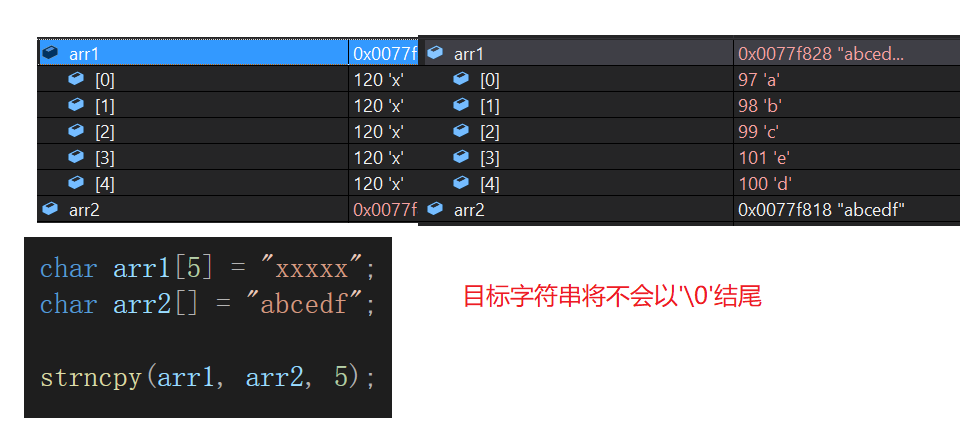 arr1 0x0077f arr1 0x0077f828 "abced...
[0] 120 'x' [0] 97 'a'
[1] 120 'x' [1] 98 'b'
[2] 120 'x' [2] 99 'c'
[3] 120 'x' [3] 101 'e'
[4] 120 'x' [4] 100 'd'
arr2 0x0077f arr2 0x0077f818 "abcedf"
char arr1[5] = "xxxxx";
char arr2[] = "abcedf";
strncpy(arr1, arr2, 5);
目标字符串将不会以'\0'结尾